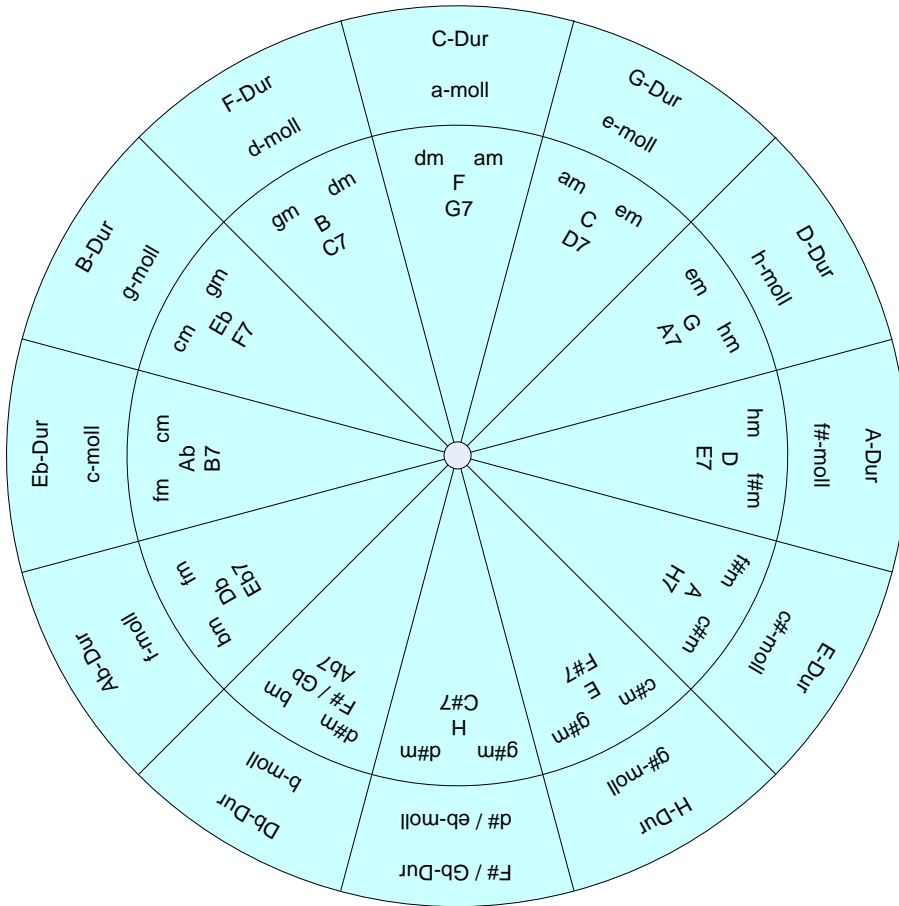 C-Dur
a-moll
dm am
F
G7
G-Dur
e-moll
am em
C
D7
D-Dur
h-moll
em hm
G
A7
A-Dur
f#-moll
hm f#m
D
E7
E-Dur
c#-moll
f#m c#m
A
H7
H-Dur
g#-moll
c#m g#m
E
F#7
F# / Gb-Dur
d# / eb-moll
g#m d#m
H
C#7
Db-Dur
b-moll
d#m bm
F# / Gb
Ab7
Ab-Dur
f-moll
bm fm
Db
Eb7
Eb-Dur
c-moll
fm cm
Ab
B7
B-Dur
g-moll
cm gm
Eb
F7
F-Dur
d-moll
gm dm
B
C7